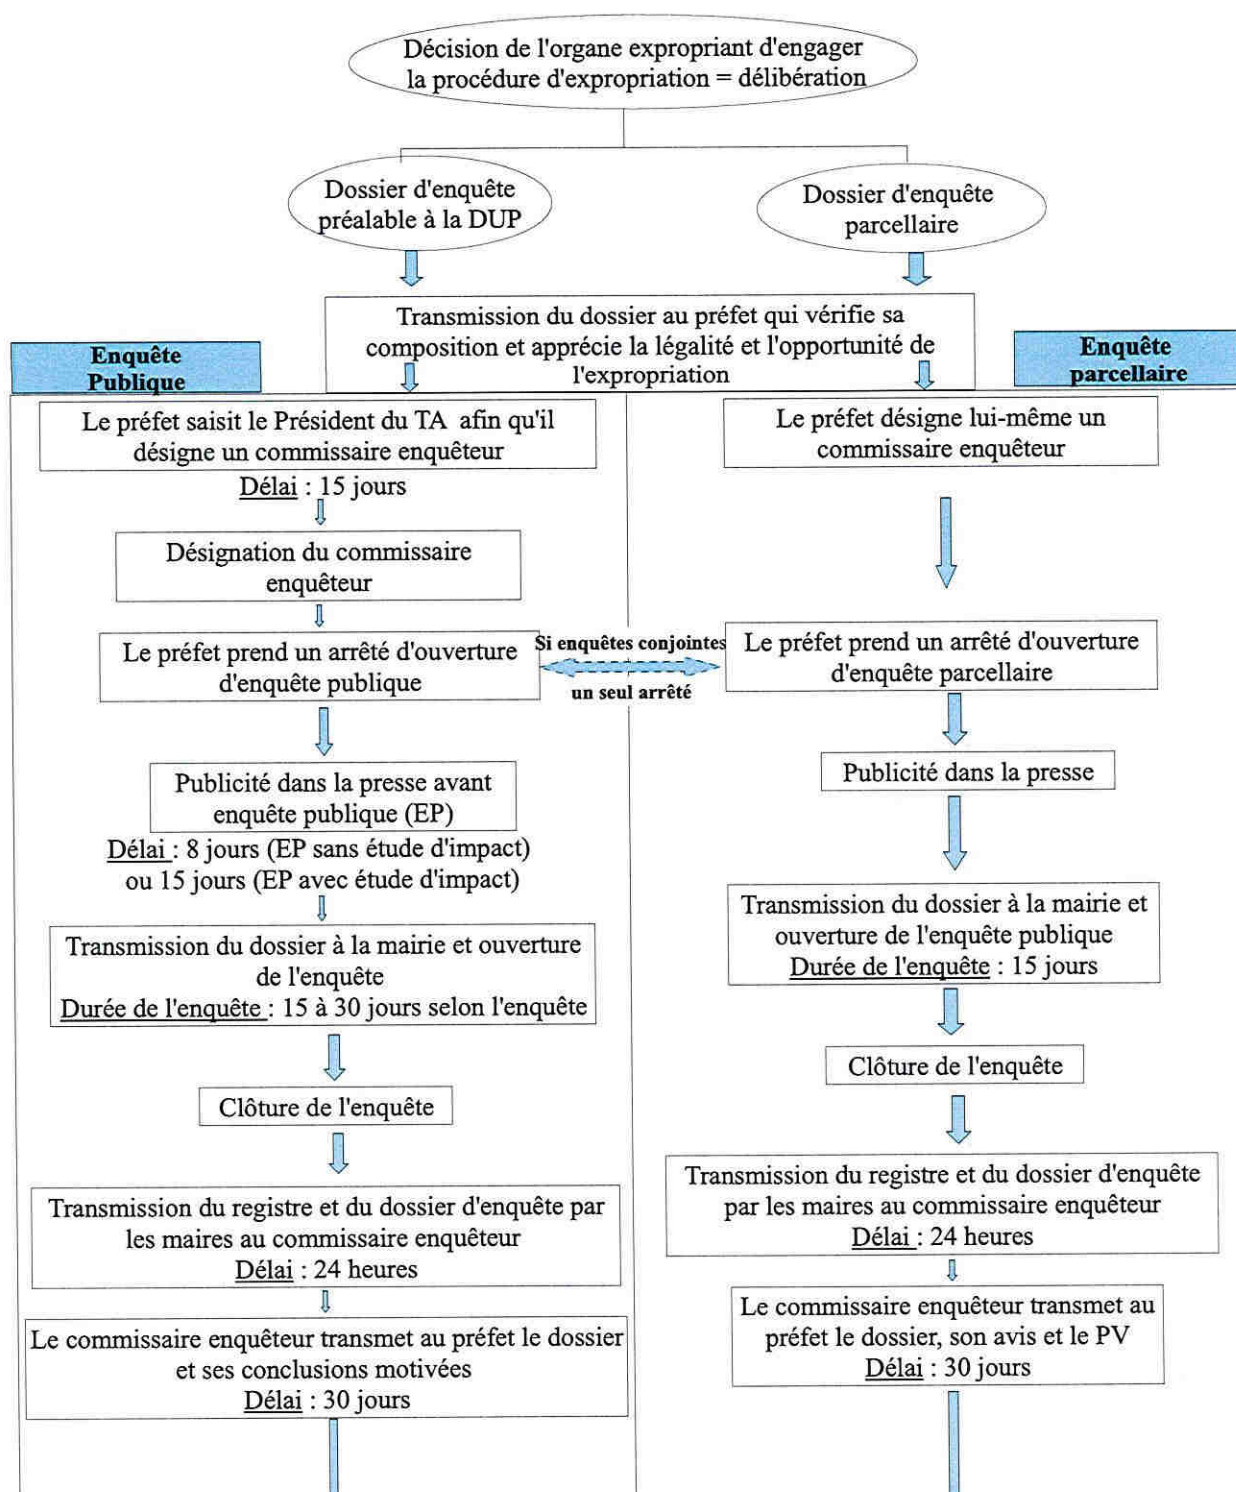 Décision de l'organe expropriant d'engager
la procédure d'expropriation = délibération
Dossier d'enquête
préalable à la DUP
Dossier d'enquête
parcellaire
Transmission du dossier au préfet qui vérifie sa
composition et apprécie la légalité et l'opportunité de
l'expropriation
Enquête
Publique
Enquête
parcellaire
Le préfet saisit le Président du TA afin qu'il
désigne un commissaire enquêteur
Délai : 15 jours
Désignation du commissaire
enquêteur
Le préfet prend un arrêté d'ouverture
d'enquête publique
Si enquêtes conjointes
un seul arrêté
Publicité dans la presse avant
enquête publique (EP)
Délai : 8 jours (EP sans étude d'impact)
ou 15 jours (EP avec étude d'impact)
Transmission du dossier à la mairie et ouverture
de l'enquête
Durée de l'enquête : 15 à 30 jours selon l'enquête
Clôture de l'enquête
Transmission du registre et du dossier d'enquête par
les maires au commissaire enquêteur
Délai : 24 heures
Le commissaire enquêteur transmet au préfet le dossier
et ses conclusions motivées
Délai : 30 jours
Le préfet désigne lui-même un
commissaire enquêteur
Le préfet prend un arrêté d'ouverture
d'enquête parcellaire
Publicité dans la presse
Transmission du dossier à la mairie et
ouverture de l'enquête publique
Durée de l'enquête : 15 jours
Clôture de l'enquête
Transmission du registre et du dossier d'enquête
par les maires au commissaire enquêteur
Délai : 24 heures
Le commissaire enquêteur transmet au
préfet le dossier, son avis et le PV
Délai : 30 jours